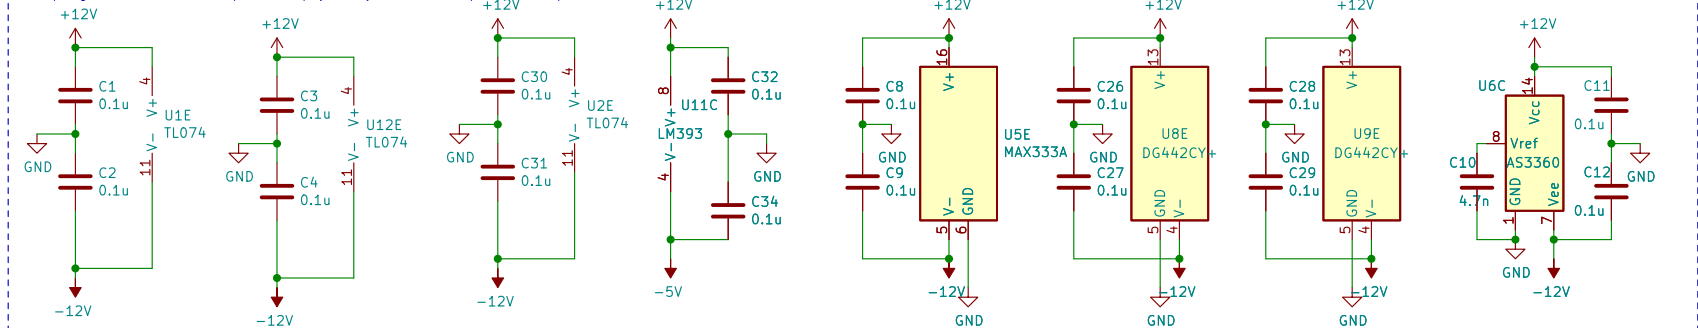 +12V
4
C1
0.1u
V+
U1E
TL074
V-
GND
11
C2
0.1u
-12V
+12V
4
C3
0.1u
V+
U12E
TL074
V-
GND
11
C4
0.1u
-12V
+12V
4
C30
0.1u
V+
U2E
TL074
V-
GND
11
C31
0.1u
-12V
+12V
8
C32
0.1u
V+
U11C
LM393
V-
GND
4
C34
0.1u
-5V
+12V
16
V+
C8
0.1u
GND
U5E
MAX333A
C9
0.1u
V-
GND
5
6
-12V
GND
+12V
13
V+
C26
0.1u
GND
U8E
DG442CY+
C27
0.1u
GND
V-
5
4
-12V
GND
+12V
13
V+
C28
0.1u
GND
U9E
DG442CY+
C29
0.1u
GND
V-
5
4
-12V
GND
+12V
U6C
14
Vcc
C11
0.1u
8
Vref
AS3360
GND
C10
4.7n
C12
0.1u
GND
Vee
1
7
GND
-12V